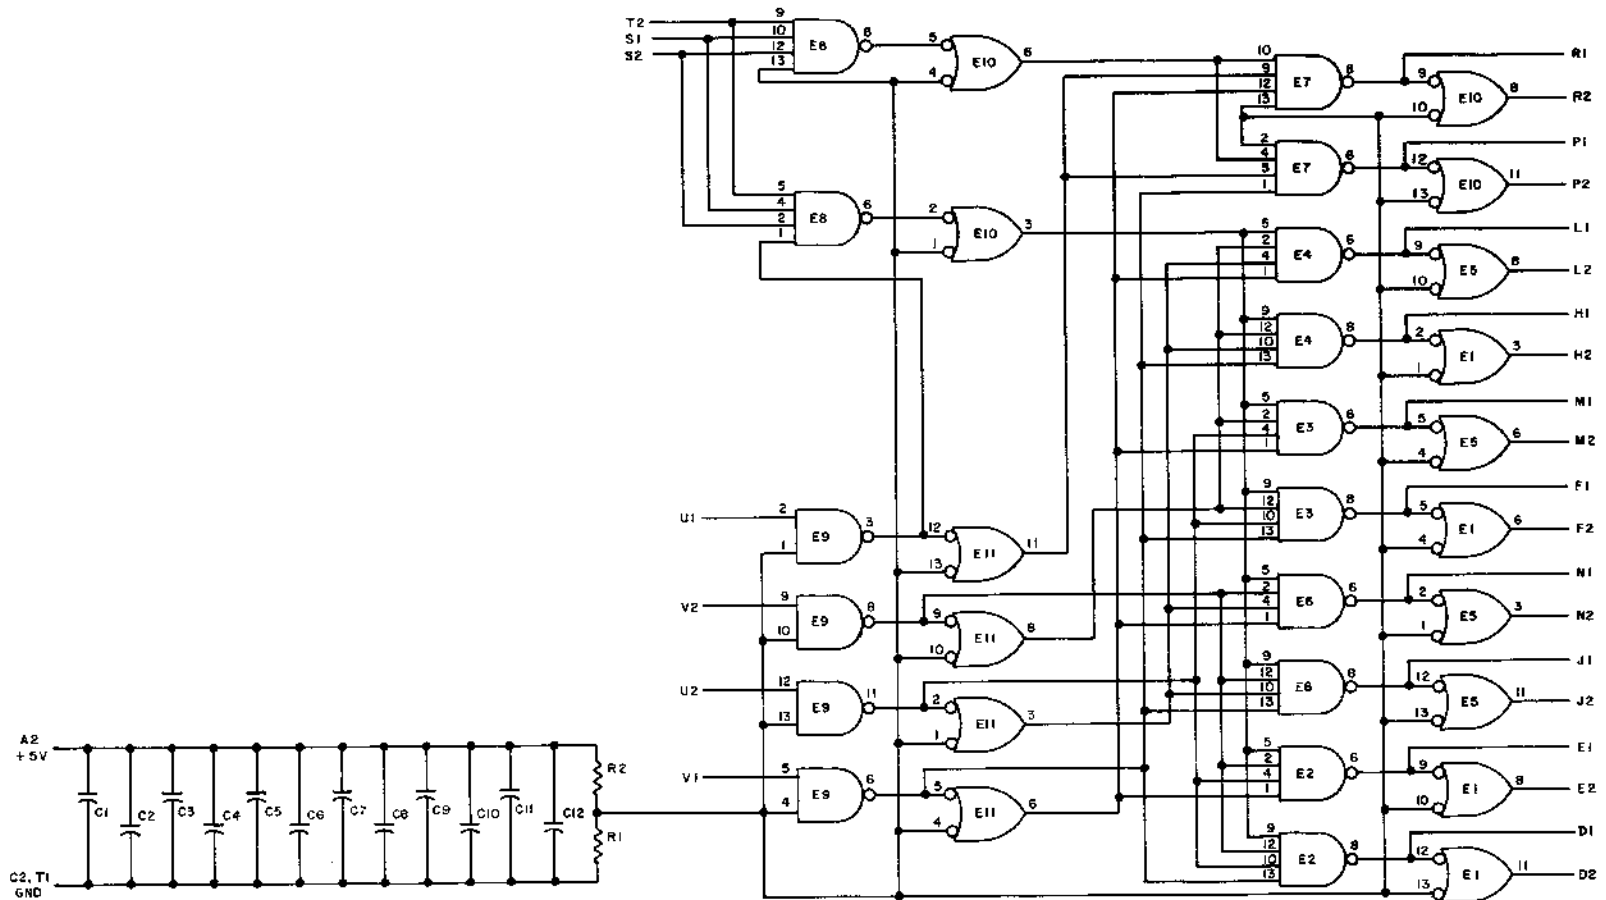 T2
S1
S2
9
10
12
13
E8
8
5
4
E10
6
5
4
2
1
E8
6
2
1
E10
3
U1
2
1
E9
3
12
13
E11
11
V2
9
10
E9
8
9
10
E11
8
U2
12
13
E9
11
2
1
E11
3
V1
5
4
E9
6
5
4
E11
6
10
9
12
13
E7
8
9
10
E10
8
R1
R2
2
4
5
1
E7
6
12
13
E10
11
P1
P2
5
2
4
1
E4
6
9
10
E5
8
L1
L2
9
12
10
13
E4
8
2
1
E1
3
H1
H2
5
2
4
1
E3
6
5
4
E5
6
M1
M2
9
12
10
13
E3
8
5
4
E1
6
F1
F2
5
2
4
1
E6
6
2
1
E5
3
N1
N2
9
12
10
13
E6
8
12
13
E5
11
J1
J2
5
2
4
1
E2
6
9
10
E1
8
E1
E2
9
12
10
13
E2
8
12
13
E1
11
D1
D2
A2
+5V
C1
C2
C3
C4
C5
C6
C7
C8
C9
C10
C11
C12
R2
R1
C2, T1
GND